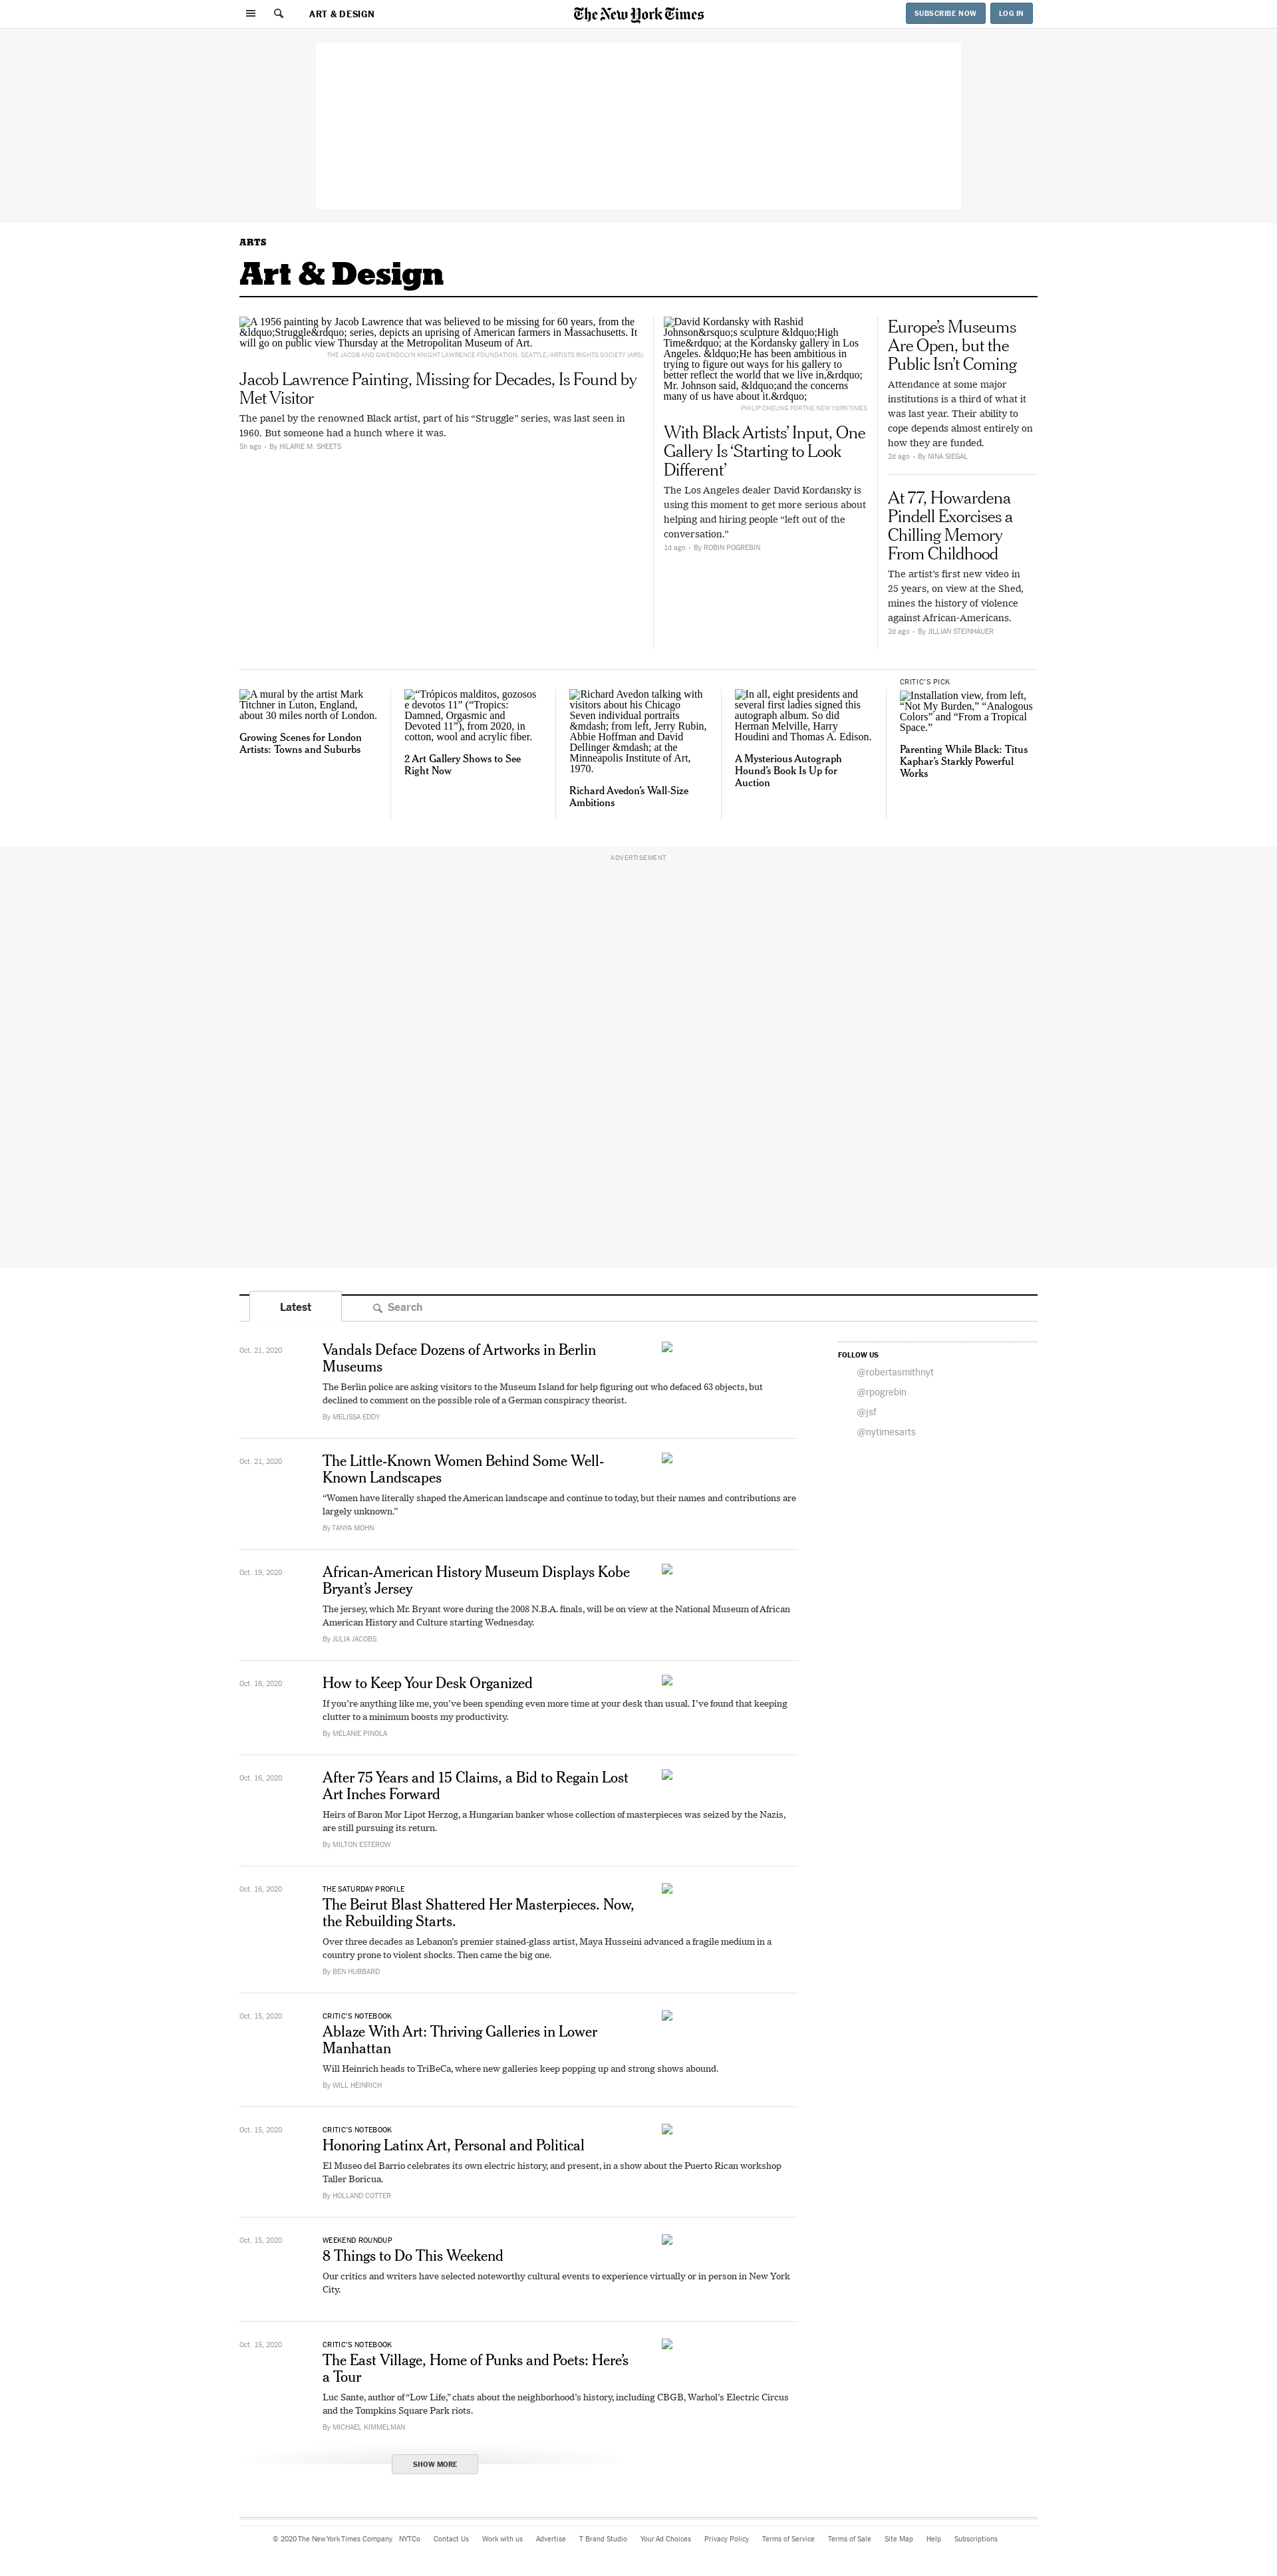 ART & DESIGN
The New York Times
SUBSCRIBE NOW
LOG IN
ARTS
Art & Design
A 1956 painting by Jacob Lawrence that was believed to be missing for 60 years, from the
&ldquo;Struggle&rdquo; series, depicts an uprising of American farmers in Massachusetts. It
will go on public view Thursday at the Metropolitan Museum of Art.
THE JACOB AND GWENDOLYN KNIGHT LAWRENCE FOUNDATION, SEATTLE/ARTISTS RIGHTS SOCIETY (ARS)
Jacob Lawrence Painting, Missing for Decades, Is Found by
Met Visitor
The panel by the renowned Black artist, part of his “Struggle” series, was last seen in
1960. But someone had a hunch where it was.
5h ago • By HILARIE M. SHEETS
David Kordansky with Rashid
Johnson&rsquo;s sculpture &ldquo;High
Time&rdquo; at the Kordansky gallery in Los
Angeles. &ldquo;He has been ambitious in
trying to figure out ways for his gallery to
better reflect the world that we live in,&rdquo;
Mr. Johnson said, &ldquo;and the concerns
many of us have about it.&rdquo;
PHILIP CHEUNG FOR THE NEW YORK TIMES
With Black Artists’ Input, One
Gallery Is ‘Starting to Look
Different’
The Los Angeles dealer David Kordansky is
using this moment to get more serious about
helping and hiring people “left out of the
conversation.”
1d ago • By ROBIN POGREBIN
Europe’s Museums
Are Open, but the
Public Isn’t Coming
Attendance at some major
institutions is a third of what it
was last year. Their ability to
cope depends almost entirely on
how they are funded.
2d ago • By NINA SIEGAL
At 77, Howardena
Pindell Exorcises a
Chilling Memory
From Childhood
The artist’s first new video in
25 years, on view at the Shed,
mines the history of violence
against African-Americans.
2d ago • By JILLIAN STEINHAUER
A mural by the artist Mark
Titchner in Luton, England,
about 30 miles north of London.
Growing Scenes for London
Artists: Towns and Suburbs
“Trópicos malditos, gozosos
e devotos 11” (“Tropics:
Damned, Orgasmic and
Devoted 11”), from 2020, in
cotton, wool and acrylic fiber.
2 Art Gallery Shows to See
Right Now
Richard Avedon talking with
visitors about his Chicago
Seven individual portraits
&mdash; from left, Jerry Rubin,
Abbie Hoffman and David
Dellinger &mdash; at the
Minneapolis Institute of Art,
1970.
Richard Avedon’s Wall-Size
Ambitions
In all, eight presidents and
several first ladies signed this
autograph album. So did
Herman Melville, Harry
Houdini and Thomas A. Edison.
A Mysterious Autograph
Hound’s Book Is Up for
Auction
CRITIC’S PICK
Installation view, from left,
“Not My Burden,” “Analogous
Colors” and “From a Tropical
Space.”
Parenting While Black: Titus
Kaphar’s Starkly Powerful
Works
ADVERTISEMENT
Latest
Search
Oct. 21, 2020
Vandals Deface Dozens of Artworks in Berlin
Museums
The Berlin police are asking visitors to the Museum Island for help figuring out who defaced 63 objects, but
declined to comment on the possible role of a German conspiracy theorist.
By MELISSA EDDY
FOLLOW US
@robertasmithnyt
@rpogrebin
@jsf
@nytimesarts
Oct. 21, 2020
The Little-Known Women Behind Some Well-
Known Landscapes
“Women have literally shaped the American landscape and continue to today, but their names and contributions are
largely unknown.”
By TANYA MOHN
Oct. 19, 2020
African-American History Museum Displays Kobe
Bryant’s Jersey
The jersey, which Mr. Bryant wore during the 2008 N.B.A. finals, will be on view at the National Museum of African
American History and Culture starting Wednesday.
By JULIA JACOBS
Oct. 16, 2020
How to Keep Your Desk Organized
If you’re anything like me, you’ve been spending even more time at your desk than usual. I’ve found that keeping
clutter to a minimum boosts my productivity.
By MELANIE PINOLA
Oct. 16, 2020
After 75 Years and 15 Claims, a Bid to Regain Lost
Art Inches Forward
Heirs of Baron Mor Lipot Herzog, a Hungarian banker whose collection of masterpieces was seized by the Nazis,
are still pursuing its return.
By MILTON ESTEROW
Oct. 16, 2020
THE SATURDAY PROFILE
The Beirut Blast Shattered Her Masterpieces. Now,
the Rebuilding Starts.
Over three decades as Lebanon’s premier stained-glass artist, Maya Husseini advanced a fragile medium in a
country prone to violent shocks. Then came the big one.
By BEN HUBBARD
Oct. 15, 2020
CRITIC’S NOTEBOOK
Ablaze With Art: Thriving Galleries in Lower
Manhattan
Will Heinrich heads to TriBeCa, where new galleries keep popping up and strong shows abound.
By WILL HEINRICH
Oct. 15, 2020
CRITIC’S NOTEBOOK
Honoring Latinx Art, Personal and Political
El Museo del Barrio celebrates its own electric history, and present, in a show about the Puerto Rican workshop
Taller Boricua.
By HOLLAND COTTER
Oct. 15, 2020
WEEKEND ROUNDUP
8 Things to Do This Weekend
Our critics and writers have selected noteworthy cultural events to experience virtually or in person in New York
City.
Oct. 15, 2020
CRITIC’S NOTEBOOK
The East Village, Home of Punks and Poets: Here’s
a Tour
Luc Sante, author of “Low Life,” chats about the neighborhood’s history, including CBGB, Warhol’s Electric Circus
and the Tompkins Square Park riots.
By MICHAEL KIMMELMAN
SHOW MORE
© 2020 The New York Times Company NYTCo Contact Us Work with us Advertise T Brand Studio Your Ad Choices Privacy Policy Terms of Service Terms of Sale Site Map Help Subscriptions